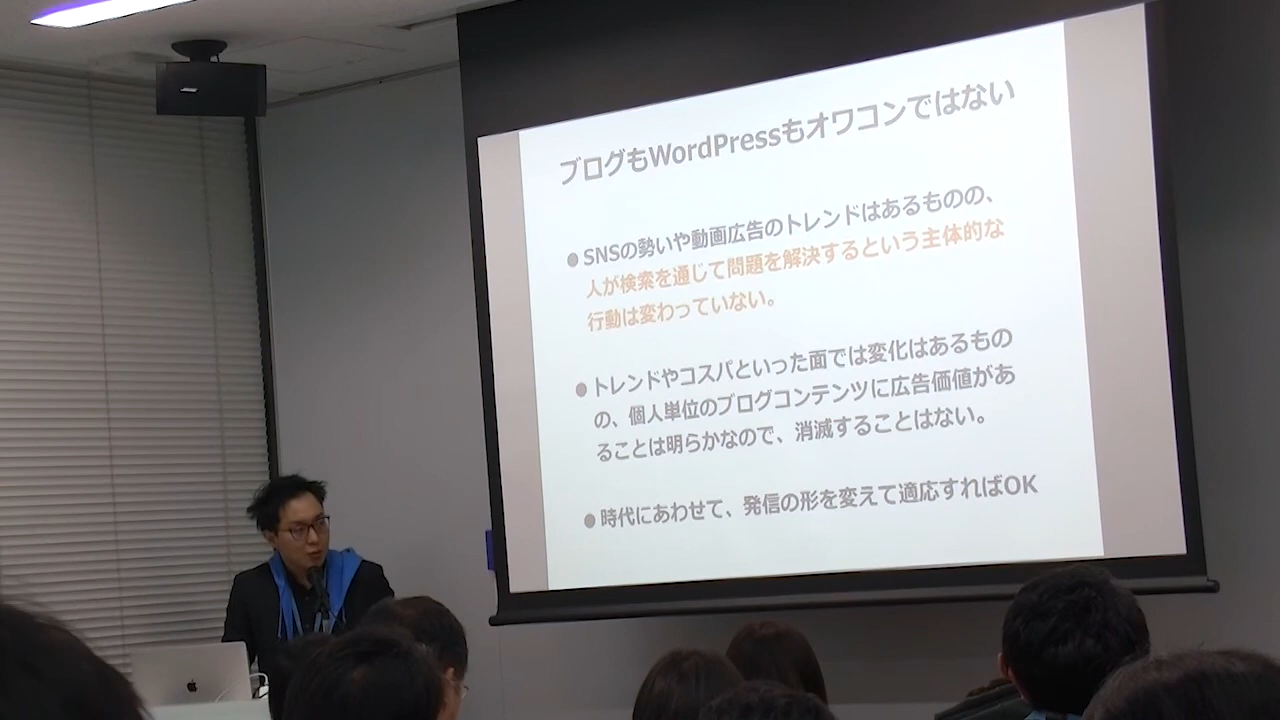 ブログもWordPressもオワコンではない
●SNSの勢いや動画広告のトレンドはあるものの、
人が検索を通じて問題を解決するという主体的な
行動は変わっていない。
●トレンドやコスパといった面では変化はあるもの
の、個人単位のブログコンテンツに広告価値があ
ることは明らかなので、消滅することはない。
●時代にあわせて、発信の形を変えて適応すればOK